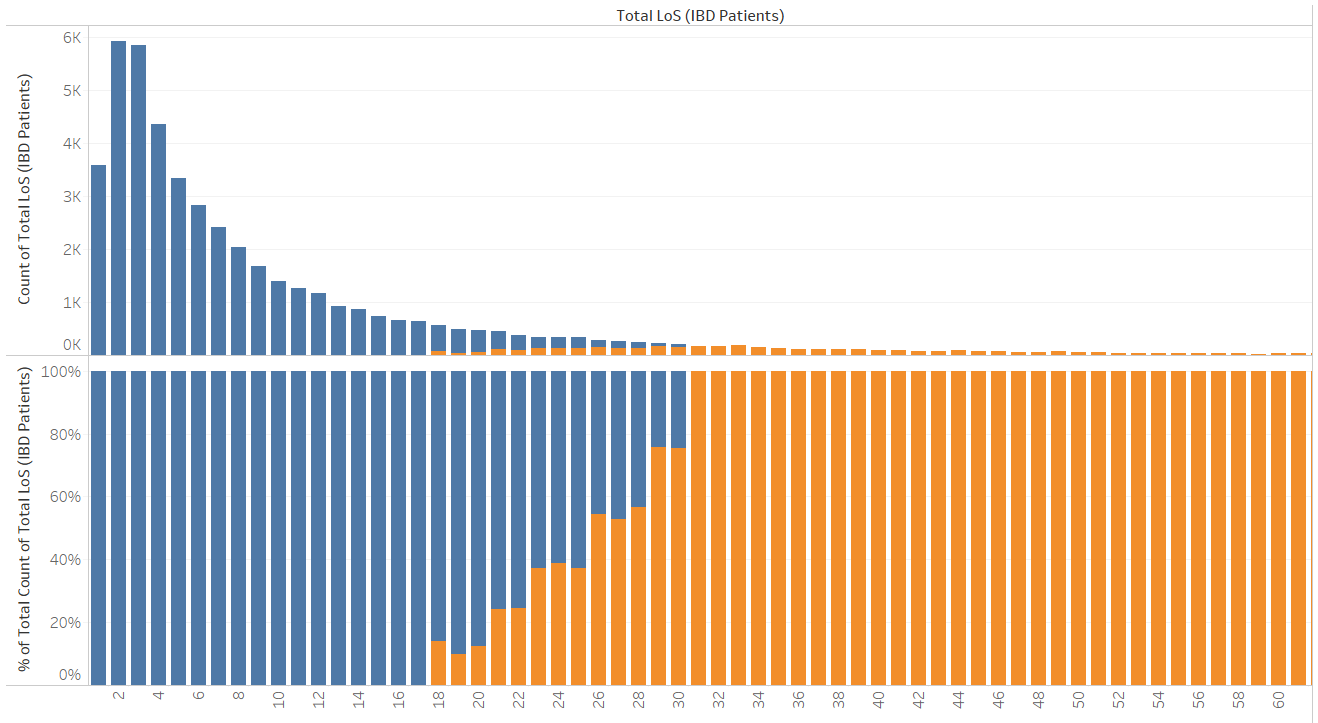 Total LoS (IBD Patients)
Count of Total LoS (IBD Patients)
6K
5K
4K
3K
2K
1K
0K
% of Total Count of Total LoS (IBD Patients)
100%
80%
60%
40%
20%
0%
2 4 6 8 10 12 14 16 18 20 22 24 26 28 30 32 34 36 38 40 42 44 46 48 50 52 54 56 58 60